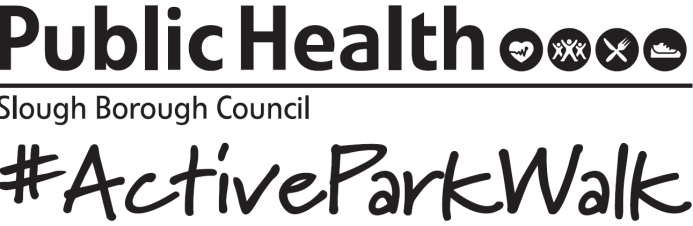 Public Health
Slough Borough Council
#ActiveParkWalk